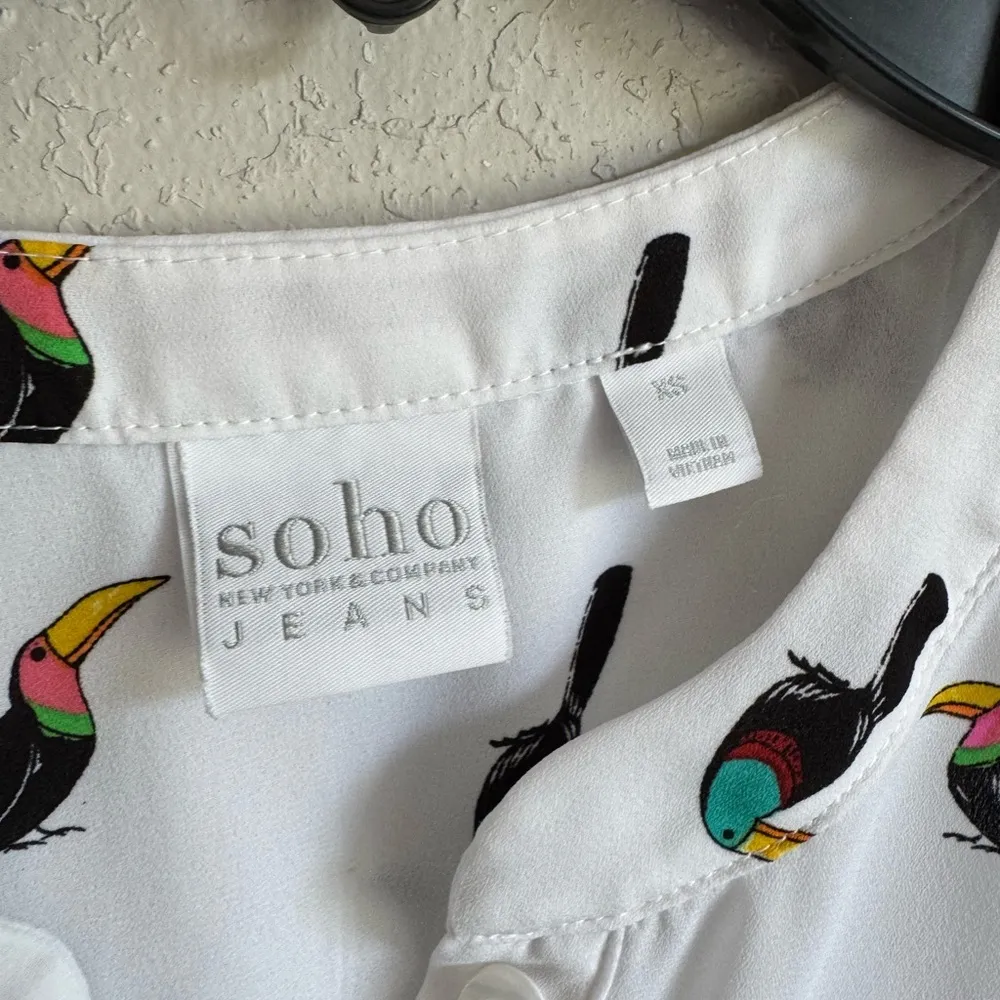 soho
NEW YORK & COMPANY
JEANS
XS
MADE IN
VIETNAM